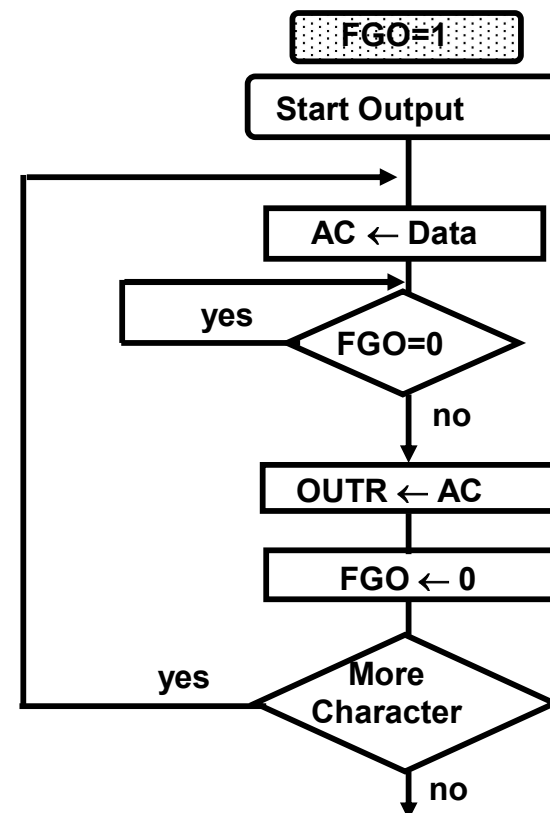 FGO=1
Start Output
AC ← Data
yes
FGO=0
no
OUTR ← AC
FGO ← 0
yes
More
Character
no